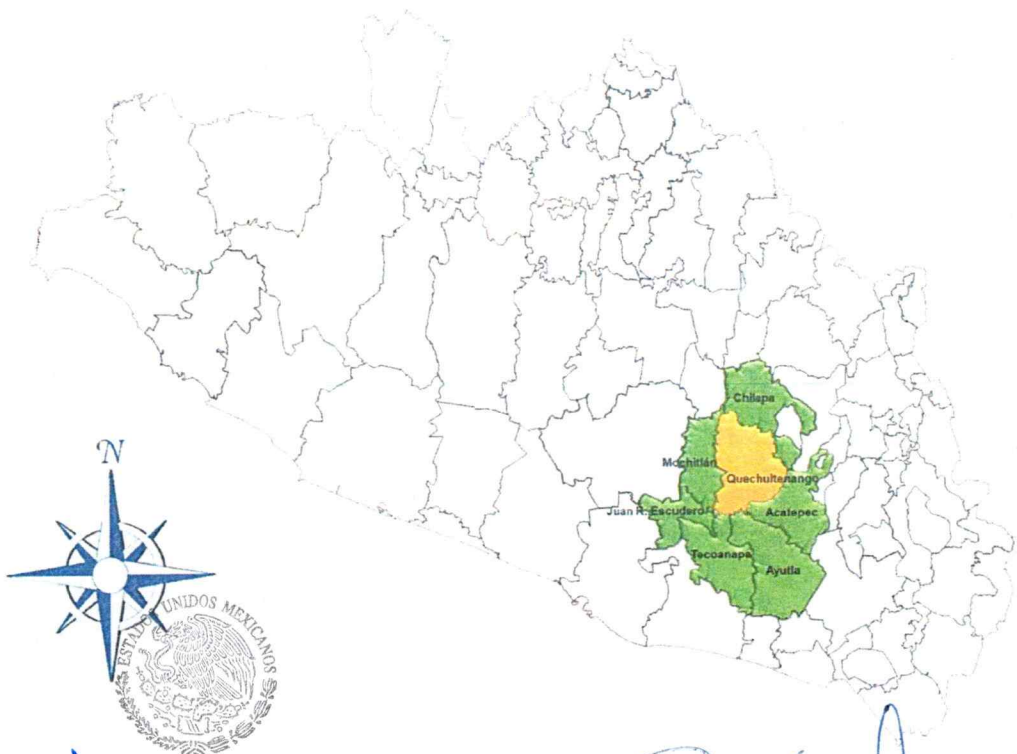 Chilapa
Mochitlán
Quechultenango
Juan R. Escudero
Acatepec
Tecoanapa
Ayutla
N
ESTADOS UNIDOS MEXICANOS